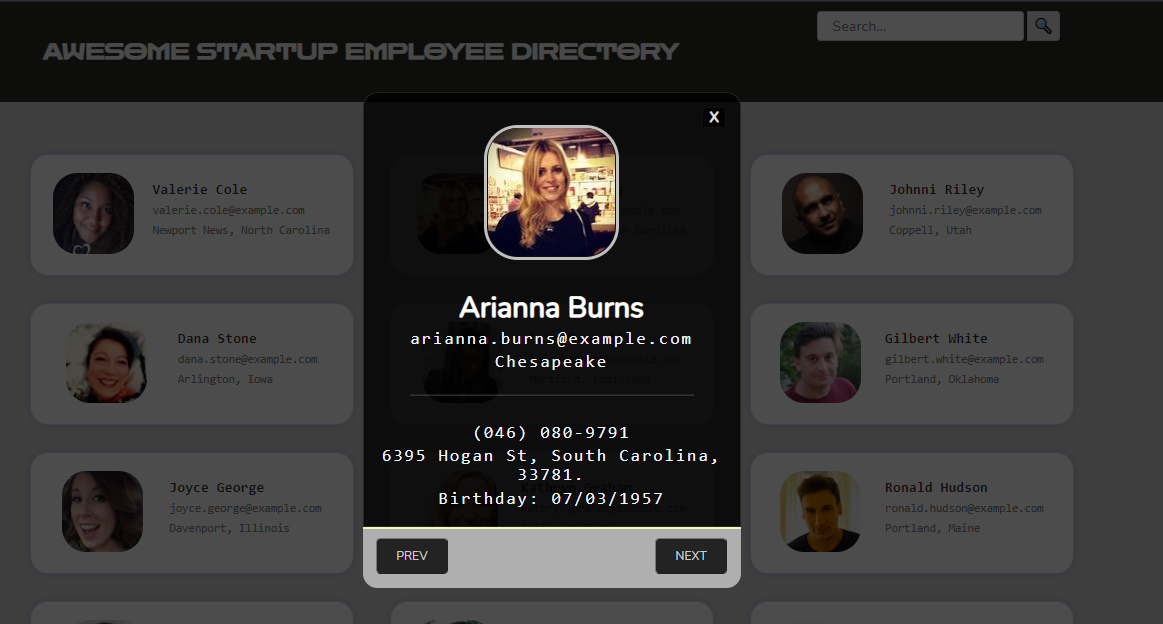 AWESOME STARTUP EMPLOYEE DIRECTORY
Search...
X
Valerie Cole
valerie.cole@example.com
Newport News, North Carolina
Johnni Riley
johnni.riley@example.com
Coppell, Utah
Dana Stone
dana.stone@example.com
Arlington, Iowa
Gilbert White
gilbert.white@example.com
Portland, Oklahoma
Joyce George
joyce.george@example.com
Davenport, Illinois
Kathryn Graham
Ronald Hudson
ronald.hudson@example.com
Portland, Maine
Arianna Burns
arianna.burns@example.com
Chesapeake
(046) 080-9791
6395 Hogan St, South Carolina,
33781.
Birthday: 07/03/1957
PREV
NEXT